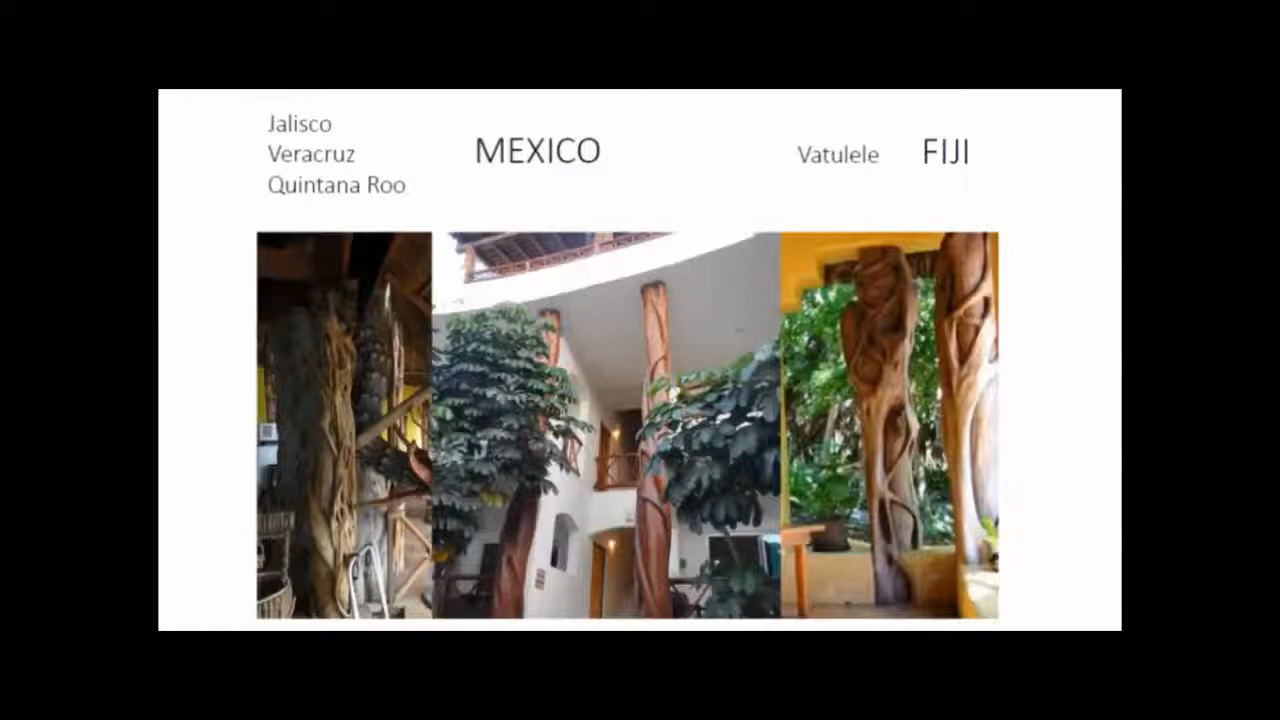 Jalisco
Veracruz
Quintana Roo
MEXICO
Vatulele
FIJI